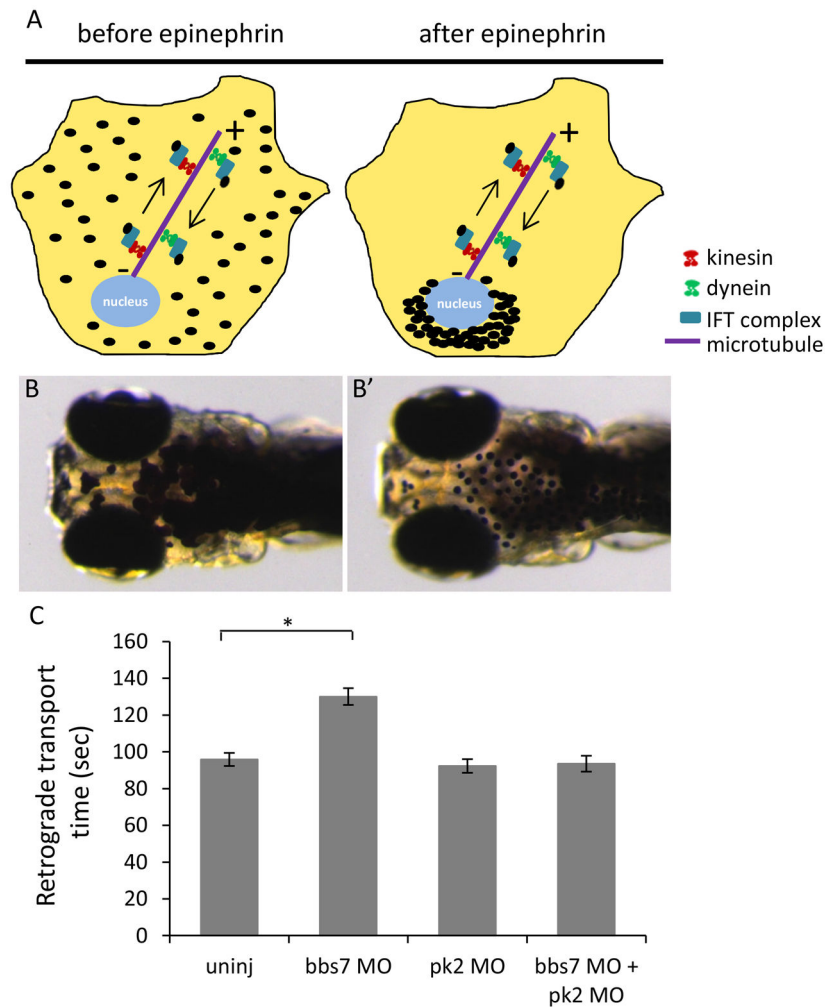 A
before epinephrin
after epinephrin
+
-
nucleus
+
-
nucleus
kinesin
dynein
IFT complex
microtubule
B
B'
C
*
Retrograde transport
time (sec)
160
140
120
100
80
60
40
20
0
uninj
bbs7 MO
pk2 MO
bbs7 MO +
pk2 MO